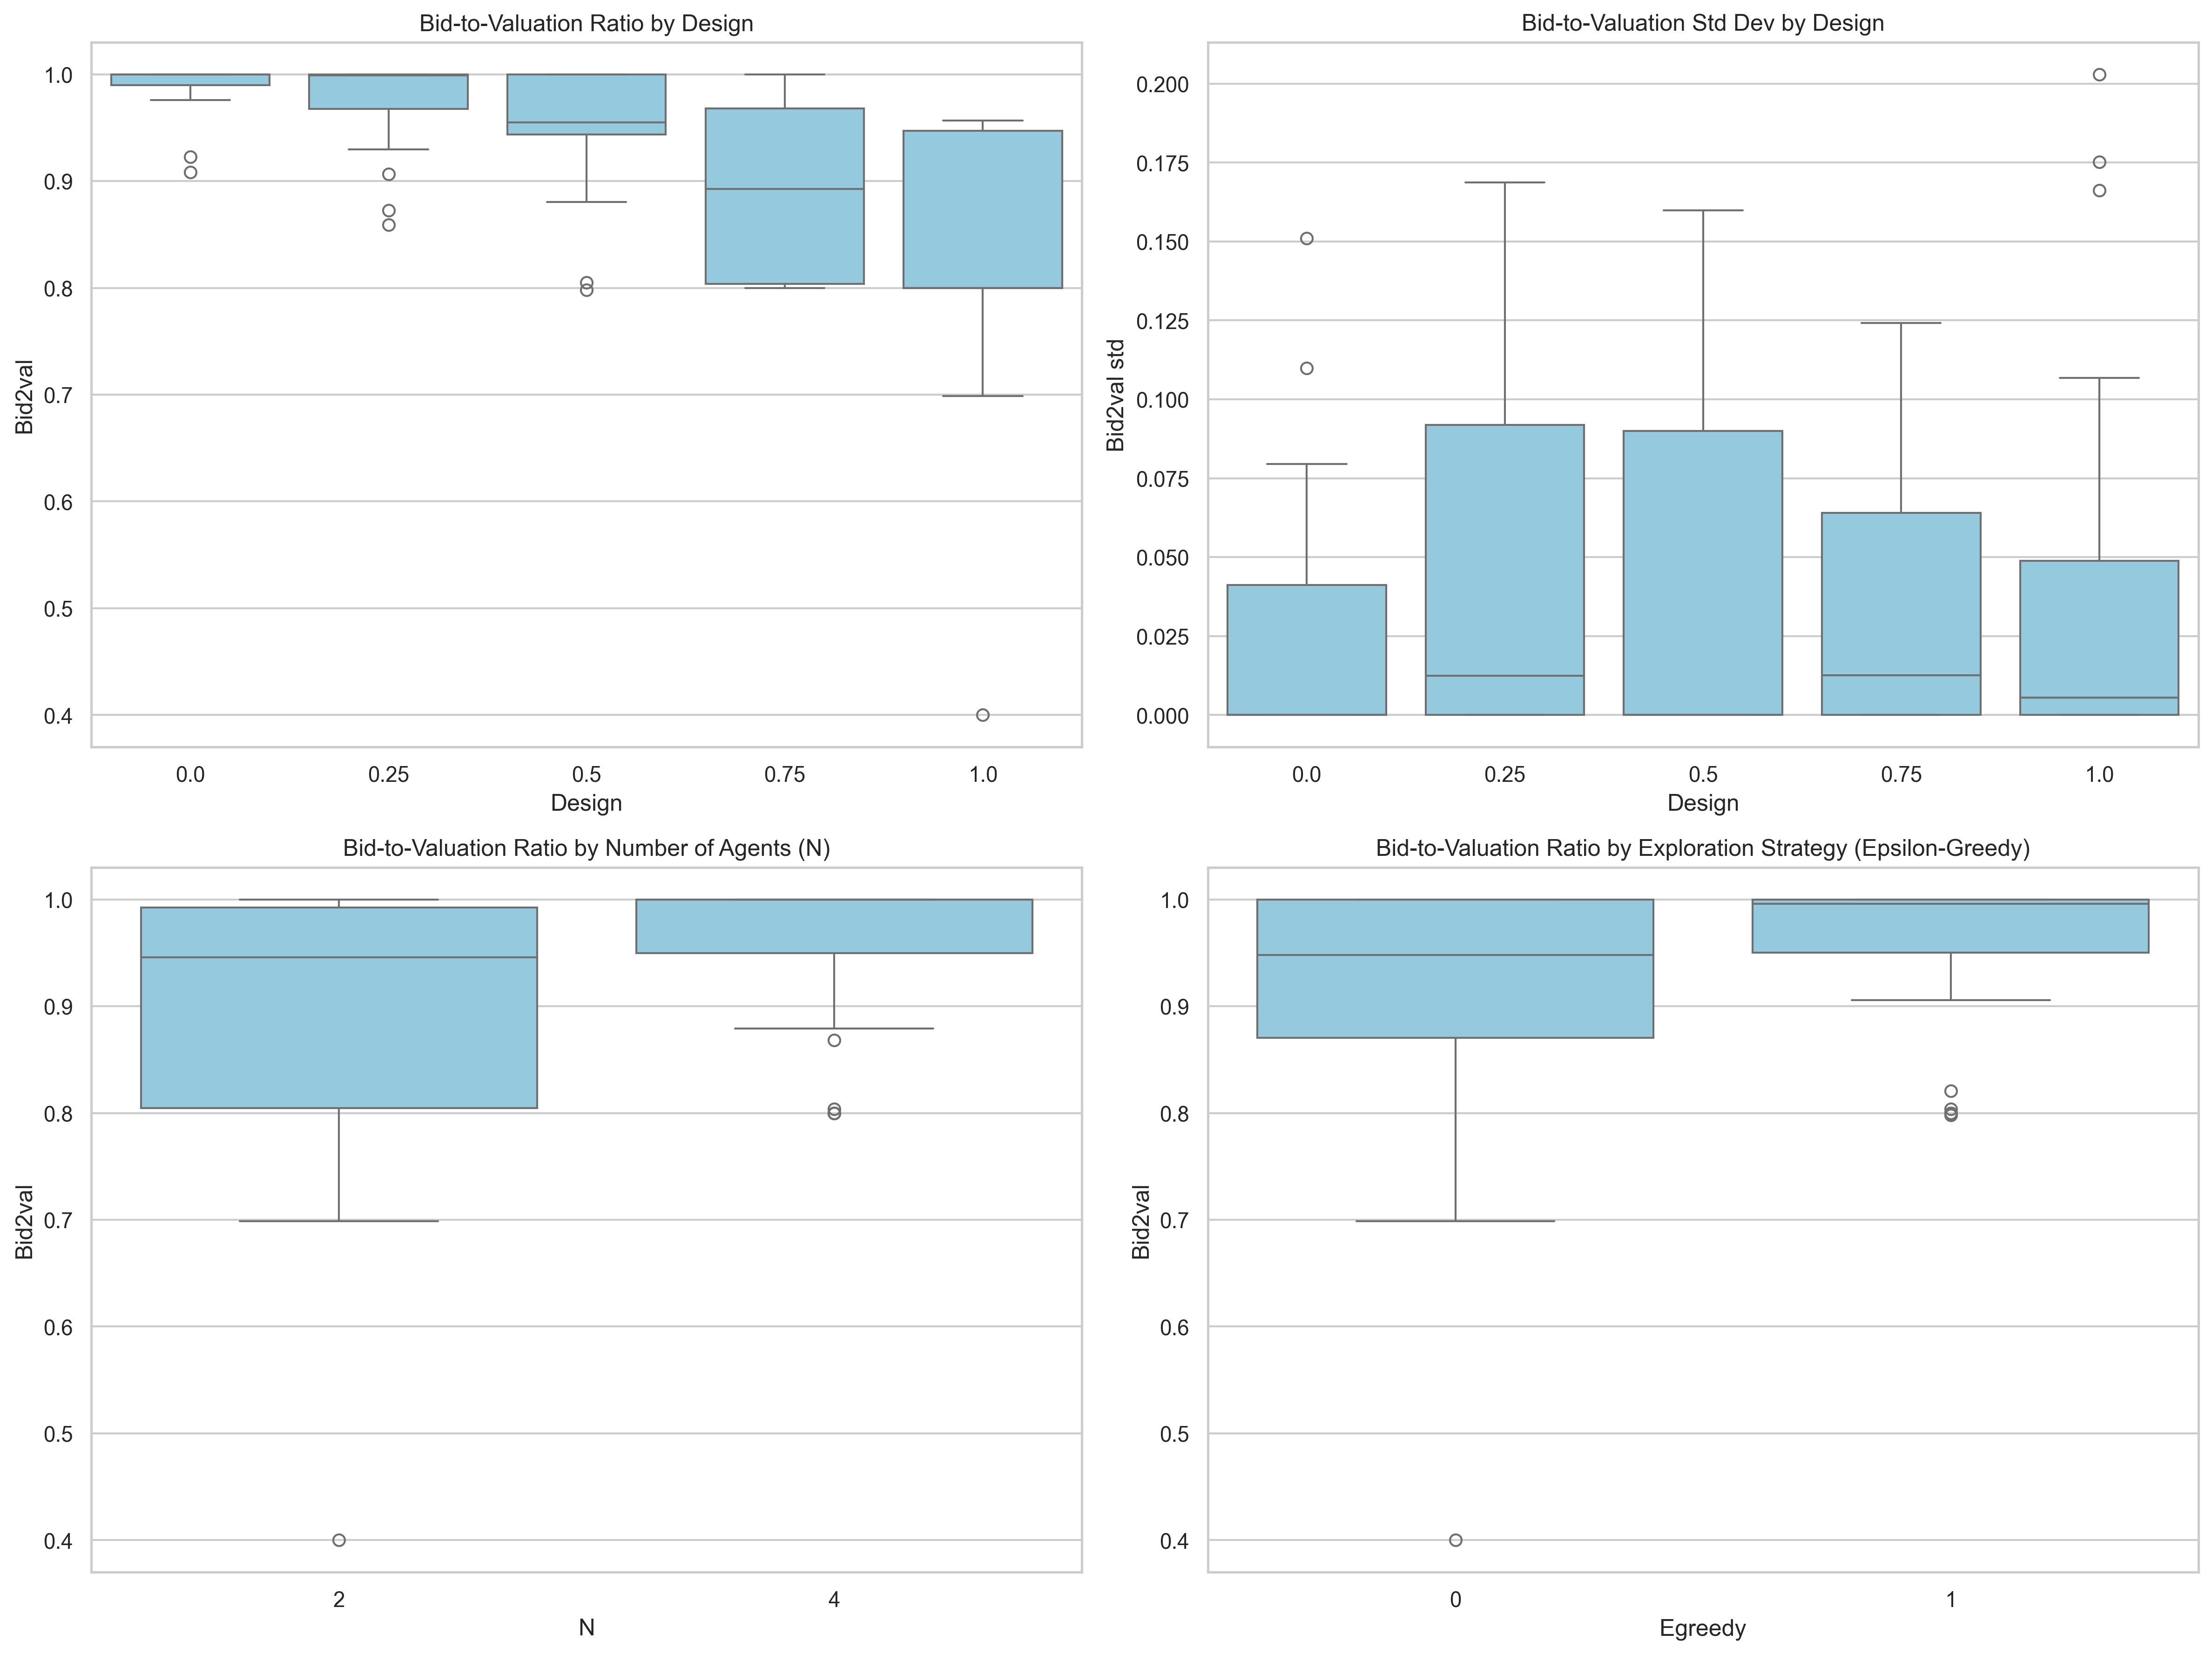 Bid-to-Valuation Ratio by Design
Bid2val
1.0
0.9
0.8
0.7
0.6
0.5
0.4
0.0 0.25 0.5 0.75 1.0
Design
Bid-to-Valuation Std Dev by Design
Bid2val std
0.200
0.175
0.150
0.125
0.100
0.075
0.050
0.025
0.000
0.0 0.25 0.5 0.75 1.0
Design
Bid-to-Valuation Ratio by Number of Agents (N)
Bid2val
1.0
0.9
0.8
0.7
0.6
0.5
0.4
2 4
N
Bid-to-Valuation Ratio by Exploration Strategy (Epsilon-Greedy)
Bid2val
1.0
0.9
0.8
0.7
0.6
0.5
0.4
0 1
Egreedy